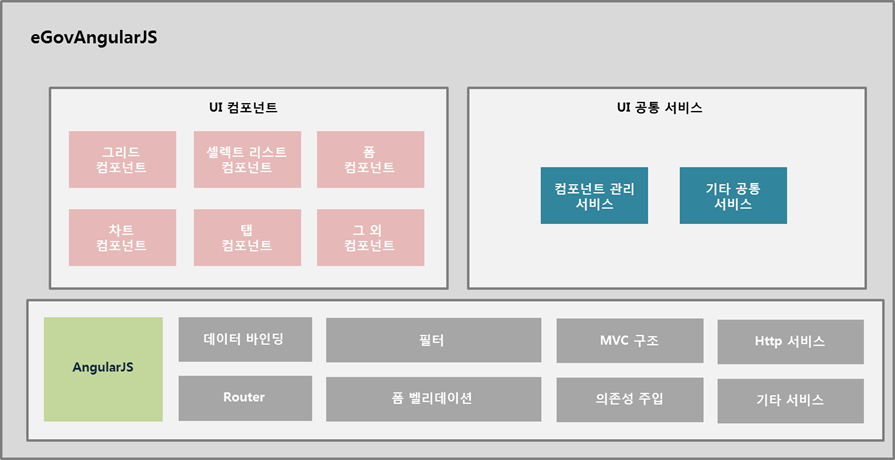 eGovAngularJS
UI 컴포넌트
그리드
컴포넌트
셀렉트 리스트
컴포넌트
폼
컴포넌트
차트
컴포넌트
탭
컴포넌트
그 외
컴포넌트
UI 공통 서비스
컴포넌트 관리
서비스
기타 공통
서비스
AngularJS
데이터 바인딩
필터
MVC 구조
Http 서비스
Router
폼 벨리데이션
의존성 주입
기타 서비스